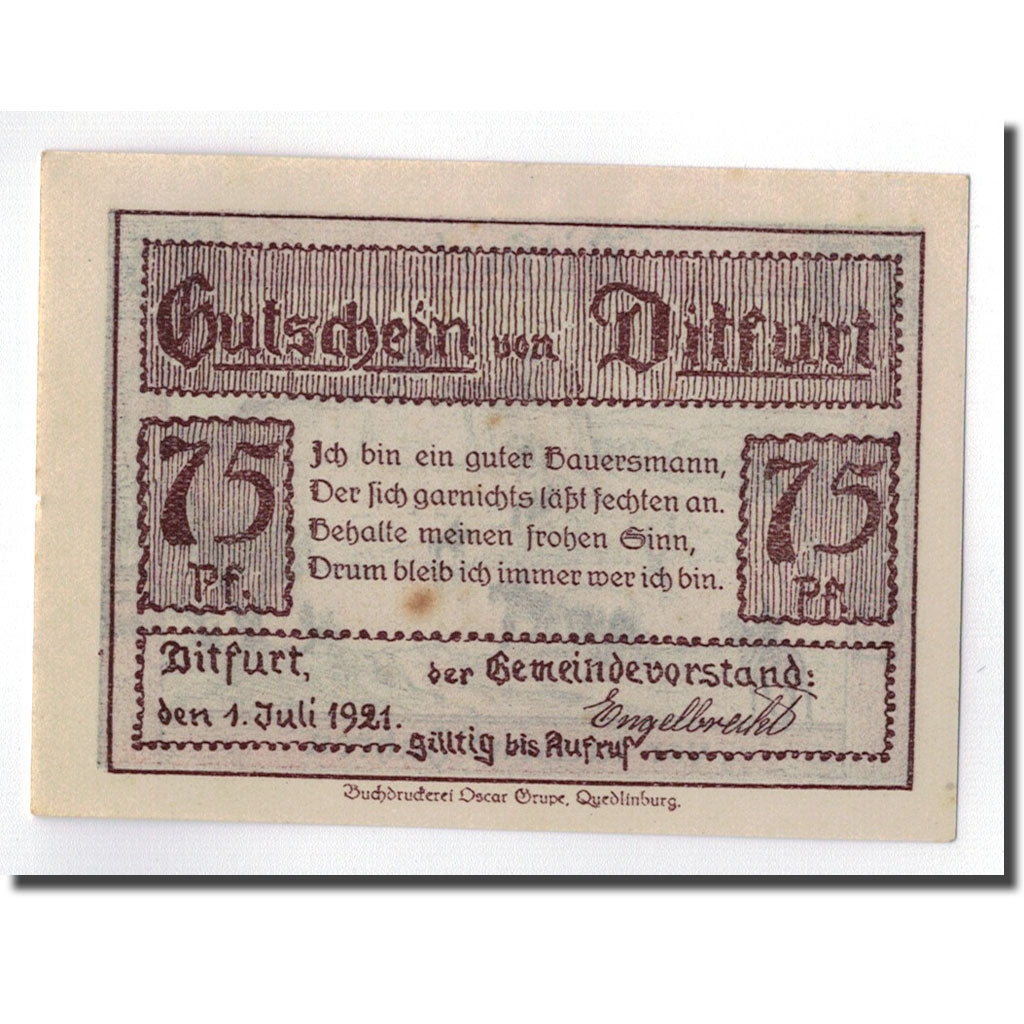 Gutschein von Ditfurt
75 Pf.
Ich bin ein guter Bauersmann,
Der sich garnichts läßt fechten an.
Behalte meinen frohen Sinn,
Drum bleib ich immer wer ich bin.
75 Pf.
Ditfurt, der Gemeindevorstand:
den 1. Juli 1921. Engelbrecht
gilltig bis Aufruf
Buchdruckerei Oscar Grupe, Quedlinburg.